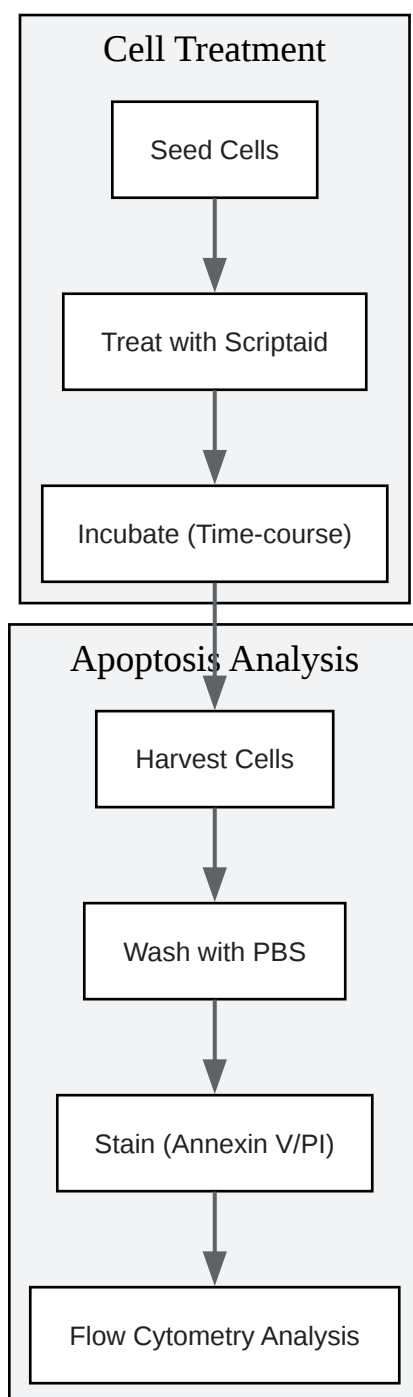 Cell Treatment
Seed Cells
Treat with Scriptaid
Incubate (Time-course)
Apoptosis Analysis
Harvest Cells
Wash with PBS
Stain (Annexin V/PI)
Flow Cytometry Analysis